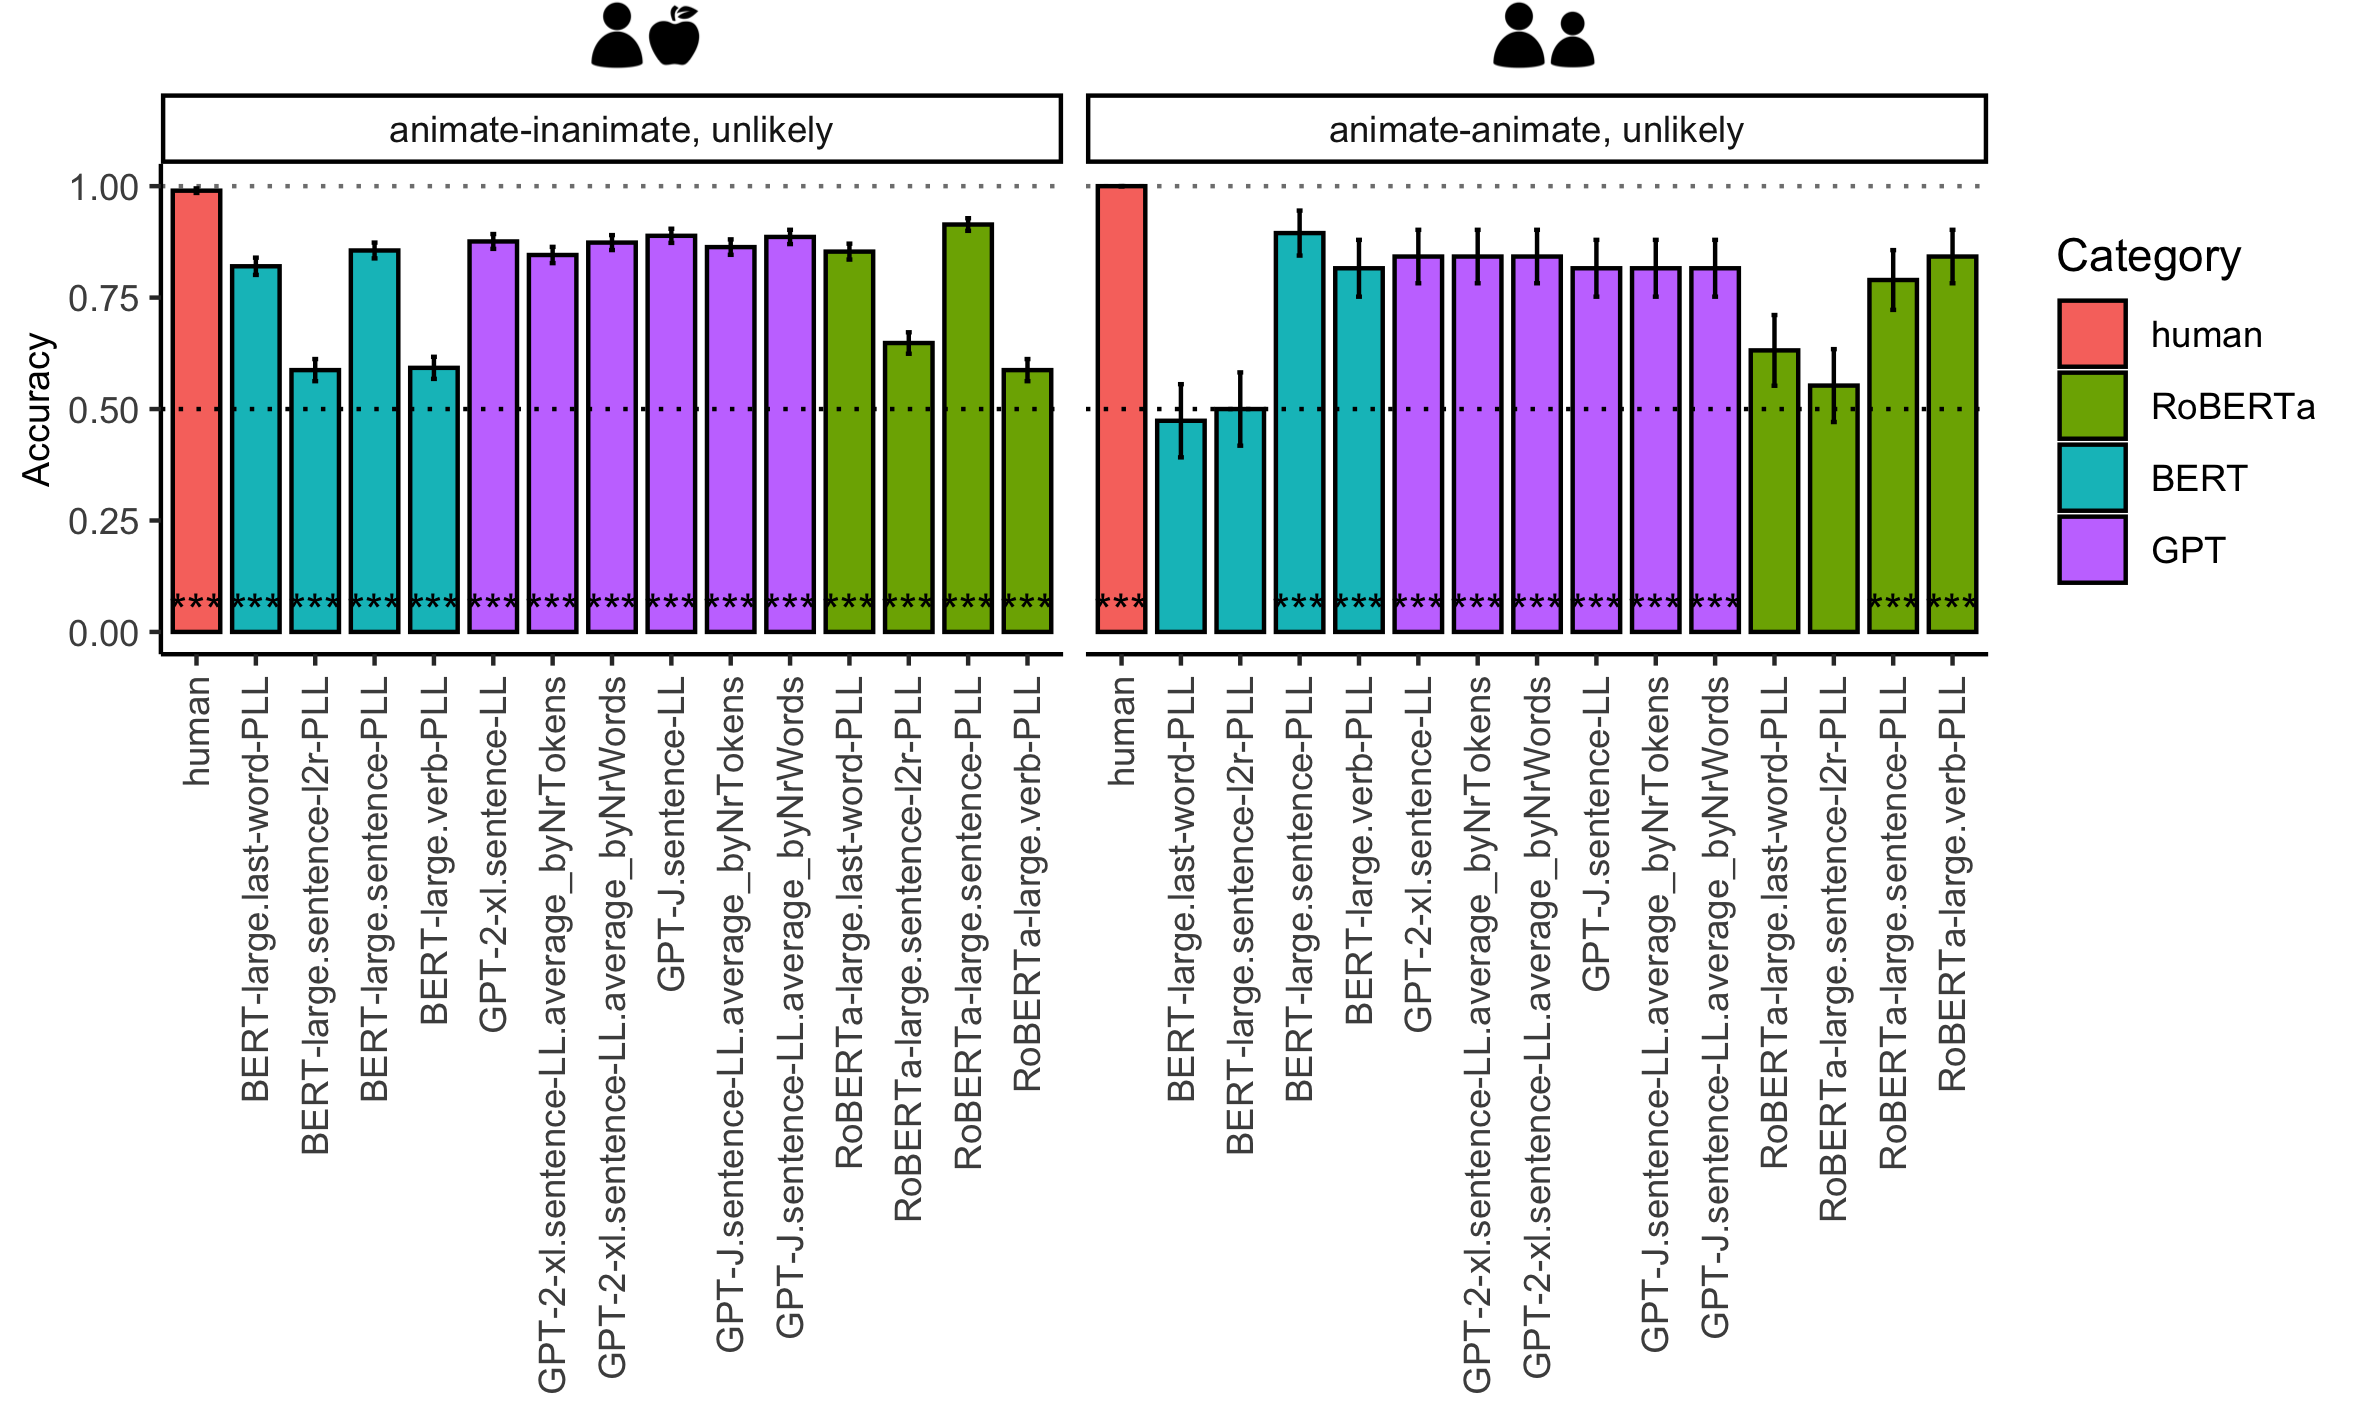 animate-inanimate, unlikely
animate-animate, unlikely
Accuracy
1.00
0.75
0.50
0.25
0.00
*** *** *** *** *** *** *** *** *** *** *** *** *** *** ***
*** *** *** *** *** *** *** *** *** *** *** ***
human
BERT-large.last-word-PLL
BERT-large.sentence-l2r-PLL
BERT-large.sentence-PLL
BERT-large.verb-PLL
GPT-2-xl.sentence-LL
GPT-2-xl.sentence-LL.average_byNrTokens
GPT-2-xl.sentence-LL.average_byNrWords
GPT-J.sentence-LL
GPT-J.sentence-LL.average_byNrTokens
GPT-J.sentence-LL.average_byNrWords
RoBERTa-large.last-word-PLL
RoBERTa-large.sentence-l2r-PLL
RoBERTa-large.sentence-PLL
RoBERTa-large.verb-PLL
human
BERT-large.last-word-PLL
BERT-large.sentence-l2r-PLL
BERT-large.sentence-PLL
BERT-large.verb-PLL
GPT-2-xl.sentence-LL
GPT-2-xl.sentence-LL.average_byNrTokens
GPT-2-xl.sentence-LL.average_byNrWords
GPT-J.sentence-LL
GPT-J.sentence-LL.average_byNrTokens
GPT-J.sentence-LL.average_byNrWords
RoBERTa-large.last-word-PLL
RoBERTa-large.sentence-l2r-PLL
RoBERTa-large.sentence-PLL
RoBERTa-large.verb-PLL
Category
human
RoBERTa
BERT
GPT